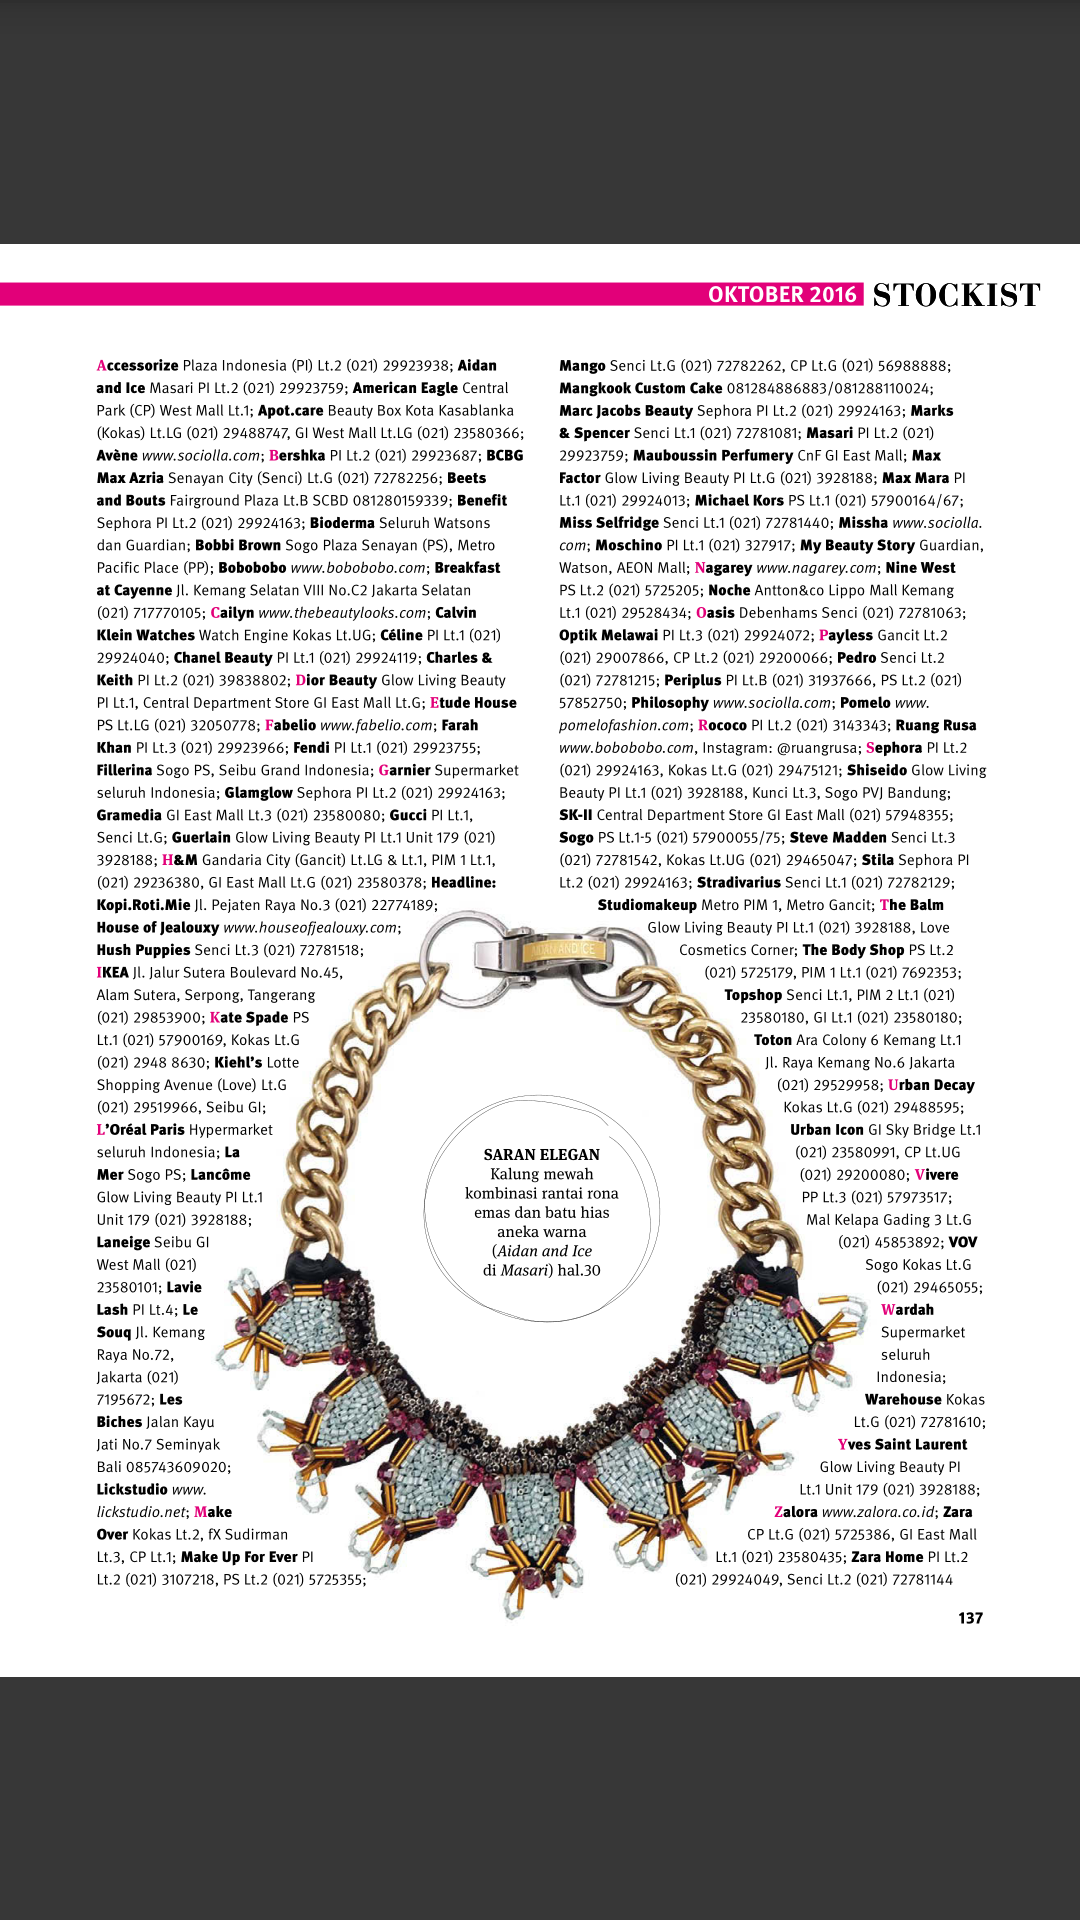 OKTOBER 2016 STOCKIST
Accessorize Plaza Indonesia (PI) Lt.2 (021) 29923938; Aidan
and Ice Masari PI Lt.2 (021) 29923759; American Eagle Central
Park (CP) West Mall Lt.1; Apot.care Beauty Box Kota Kasablanka
(Kokas) Lt.LG (021) 29488747, GI West Mall Lt.LG (021) 23580366;
Avène www.sociolla.com; Bershka PI Lt.2 (021) 29923687; BCBG
Max Azria Senayan City (Senci) Lt.G (021) 72782256; Beets
and Bouts Fairground Plaza Lt.B SCBD 081280159339; Benefit
Sephora PI Lt.2 (021) 29924163; Bioderma Seluruh Watsons
dan Guardian; Bobbi Brown Sogo Plaza Senayan (PS), Metro
Pacific Place (PP); Bobobobo www.bobobobo.com; Breakfast
at Cayenne Jl. Kemang Selatan VIII No.C2 Jakarta Selatan
(021) 717770105; Cailyn www.thebeautylooks.com; Calvin
Klein Watches Watch Engine Kokas Lt.UG; Céline PI Lt.1 (021)
29924040; Chanel Beauty PI Lt.1 (021) 29924119; Charles &
Keith PI Lt.2 (021) 39838802; Dior Beauty Glow Living Beauty
PI Lt.1, Central Department Store GI East Mall Lt.G; Etude House
PS Lt.LG (021) 32050778; Fabelio www.fabelio.com; Farah
Khan PI Lt.3 (021) 29923966; Fendi PI Lt.1 (021) 29923755;
Fillerina Sogo PS, Seibu Grand Indonesia; Garnier Supermarket
seluruh Indonesia; Glamglow Sephora PI Lt.2 (021) 29924163;
Gramedia GI East Mall Lt.3 (021) 23580080; Gucci PI Lt.1,
Senci Lt.G; Guerlain Glow Living Beauty PI Lt.1 Unit 179 (021)
3928188; H&M Gandaria City (Gancit) Lt.LG & Lt.1, PIM 1 Lt.1,
(021) 29236380, GI East Mall Lt.G (021) 23580378; Headline:
Kopi.Roti.Mie Jl. Pejaten Raya No.3 (021) 22774189;
House of Jealouxy www.houseofjealouxy.com;
Hush Puppies Senci Lt.3 (021) 72781518;
IKEA Jl. Jalur Sutera Boulevard No.45,
Alam Sutera, Serpong, Tangerang
(021) 29853900; Kate Spade PS
Lt.1 (021) 57900169, Kokas Lt.G
(021) 2948 8630; Kiehl's Lotte
Shopping Avenue (Love) Lt.G
(021) 29519966, Seibu GI;
L'Oréal Paris Hypermarket
seluruh Indonesia; La
Mer Sogo PS; Lancôme
Glow Living Beauty PI Lt.1
Unit 179 (021) 3928188;
Laneige Seibu GI
West Mall (021)
23580101; Lavie
Lash PI Lt.4; Le
Souq Jl. Kemang
Raya No.72,
Jakarta (021)
7195672; Les
Biches Jalan Kayu
Jati No.7 Seminyak
Bali 085743609020;
Lickstudio www.
lickstudio.net; Make
Over Kokas Lt.2, fX Sudirman
Lt.3, CP Lt.1; Make Up For Ever PI
Lt.2 (021) 3107218, PS Lt.2 (021) 5725355;
Mango Senci Lt.G (021) 72782262, CP Lt.G (021) 56988888;
Mangkook Custom Cake 081284886883/081288110024;
Marc Jacobs Beauty Sephora PI Lt.2 (021) 29924163; Marks
& Spencer Senci Lt.1 (021) 72781081; Masari PI Lt.2 (021)
29923759; Mauboussin Perfumery CnF GI East Mall; Max
Factor Glow Living Beauty PI Lt.G (021) 3928188; Max Mara PI
Lt.1 (021) 29924013; Michael Kors PS Lt.1 (021) 57900164/67;
Miss Selfridge Senci Lt.1 (021) 72781440; Missha www.sociolla.
com; Moschino PI Lt.1 (021) 327917; My Beauty Story Guardian,
Watson, AEON Mall; Nagarey www.nagarey.com; Nine West
PS Lt.2 (021) 5725205; Noche Antton&co Lippo Mall Kemang
Lt.1 (021) 29528434; Oasis Debenhams Senci (021) 72781063;
Optik Melawai PI Lt.3 (021) 29924072; Payless Gancit Lt.2
(021) 29007866, CP Lt.2 (021) 29200066; Pedro Senci Lt.2
(021) 72781215; Periplus PI Lt.B (021) 31937666, PS Lt.2 (021)
57852750; Philosophy www.sociolla.com; Pomelo www.
pomelofashion.com; Rococo PI Lt.2 (021) 3143343; Ruang Rusa
www.bobobobo.com, Instagram: @ruangrusa; Sephora PI Lt.2
(021) 29924163, Kokas Lt.G (021) 29475121; Shiseido Glow Living
Beauty PI Lt.1 (021) 3928188, Kunci Lt.3, Sogo PVJ Bandung;
SK-II Central Department Store GI East Mall (021) 57948355;
Sogo PS Lt.1-5 (021) 57900055/75; Steve Madden Senci Lt.3
(021) 72781542, Kokas Lt.UG (021) 29465047; Stila Sephora PI
Lt.2 (021) 29924163; Stradivarius Senci Lt.1 (021) 72782129;
Studiomakeup Metro PIM 1, Metro Gancit; The Balm
Glow Living Beauty PI Lt.1 (021) 3928188, Love
Cosmetics Corner; The Body Shop PS Lt.2
(021) 5725179, PIM 1 Lt.1 (021) 7692353;
Topshop Senci Lt.1, PIM 2 Lt.1 (021)
23580180, GI Lt.1 (021) 23580180;
Toton Ara Colony 6 Kemang Lt.1
Jl. Raya Kemang No.6 Jakarta
(021) 29529958; Urban Decay
Kokas Lt.G (021) 29488595;
Urban Icon GI Sky Bridge Lt.1
(021) 23580991, CP Lt.UG
(021) 29200080; Vivere
PP Lt.3 (021) 57973517;
Mal Kelapa Gading 3 Lt.G
(021) 45853892; VOV
Sogo Kokas Lt.G
(021) 29465055;
Wardah
Supermarket
seluruh
Indonesia;
Warehouse Kokas
Lt.G (021) 72781610;
Yves Saint Laurent
Glow Living Beauty PI
Lt.1 Unit 179 (021) 3928188;
Zalora www.zalora.co.id; Zara
CP Lt.G (021) 5725386, GI East Mall
Lt.1 (021) 23580435; Zara Home PI Lt.2
(021) 29924049, Senci Lt.2 (021) 72781144
AIDAN AND ICE
SARAN ELEGAN
Kalung mewah
kombinasi rantai rona
emas dan batu hias
aneka warna
(Aidan and Ice
di Masari) hal.30
137